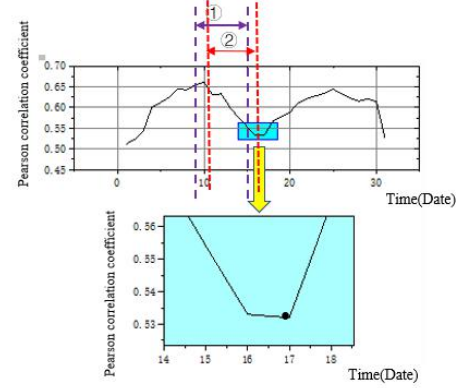 ①
②
Pearson correlation coefficient
0.70
0.65
0.60
0.55
0.50
0.45
0 10 20 30
Time(Date)
Pearson correlation coefficient
0.56
0.55
0.54
0.53
14 15 16 17 18
Time(Date)